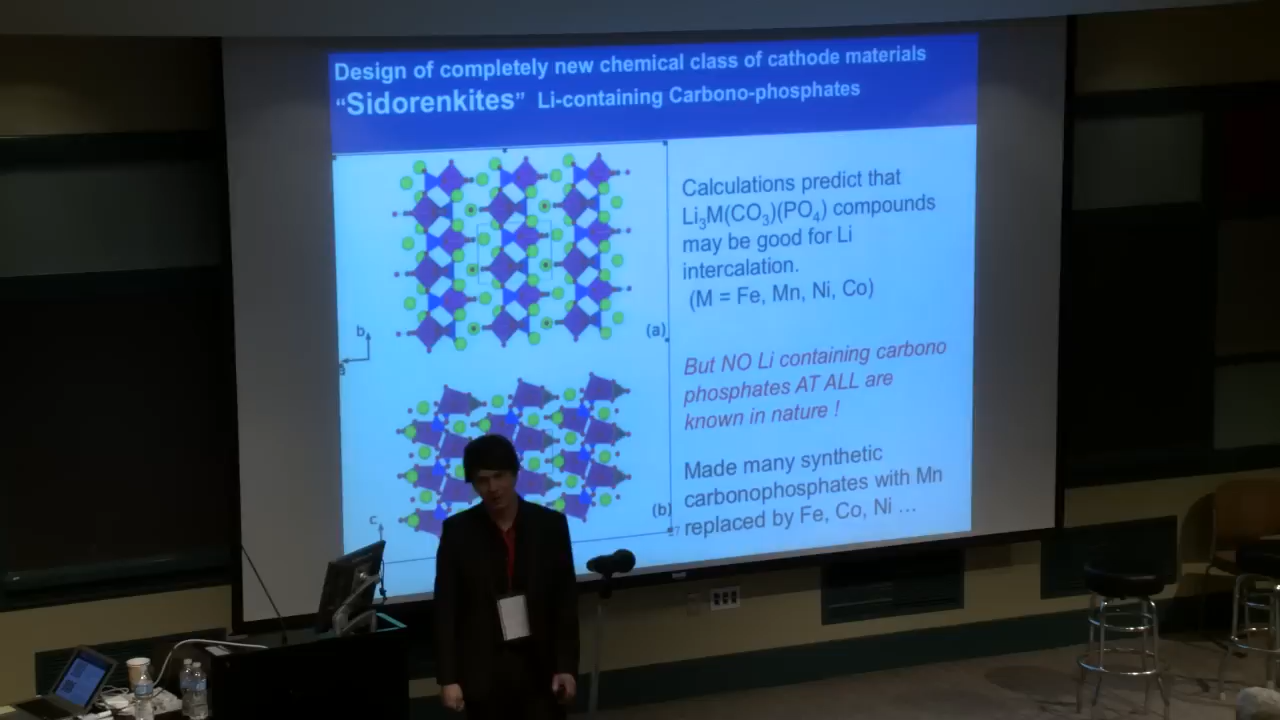 Design of completely new chemical class of cathode materials
“Sidorenkites” Li-containing Carbono-phosphates
Calculations predict that
Li₃M(CO₃)(PO₄) compounds
may be good for Li
intercalation.
(M = Fe, Mn, Ni, Co)
b
a
(a)
But NO Li containing carbono
phosphates AT ALL are
known in nature !
c
(b)
Made many synthetic
carbonophosphates with Mn
replaced by Fe, Co, Ni ...